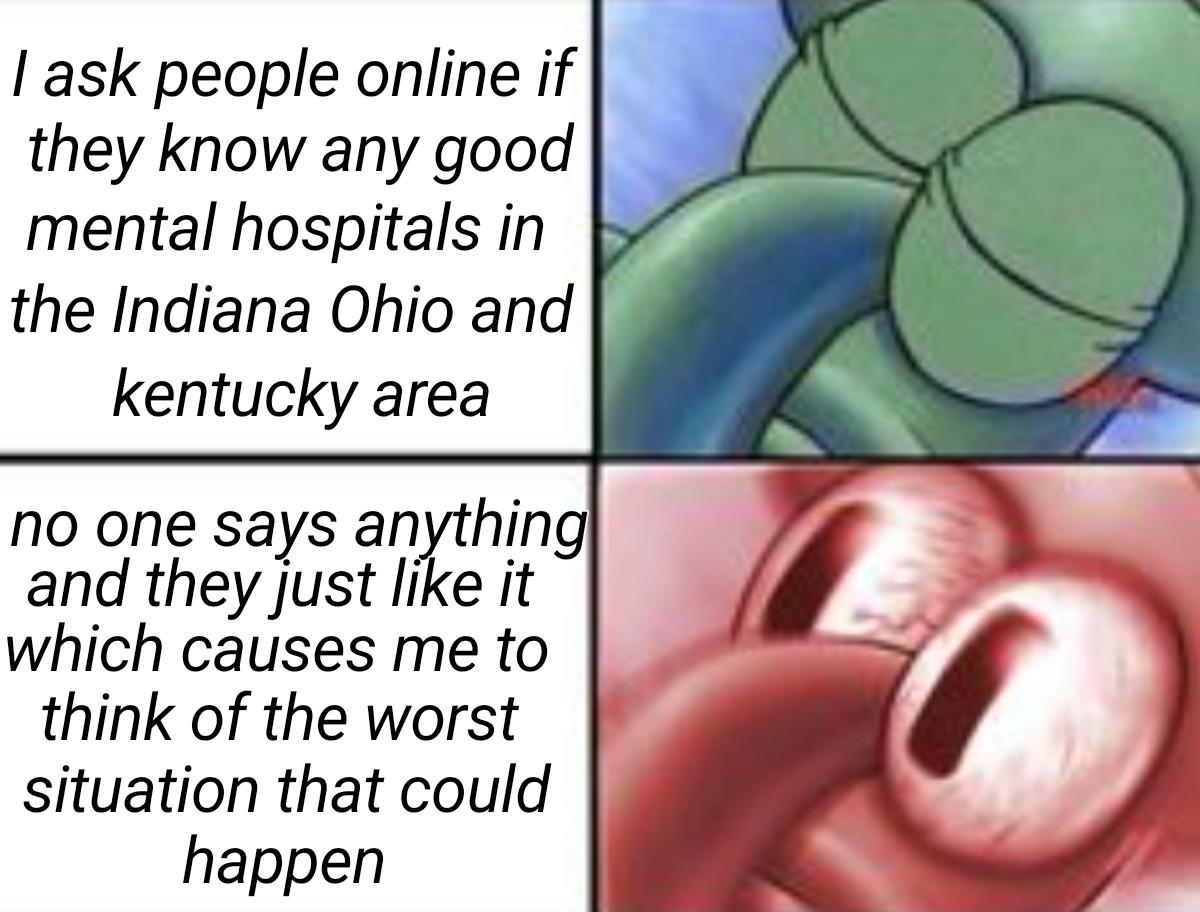 I ask people online if
they know any good
mental hospitals in
the Indiana Ohio and
kentucky area
no one says anything
and they just like it
which causes me to
think of the worst
situation that could
happen